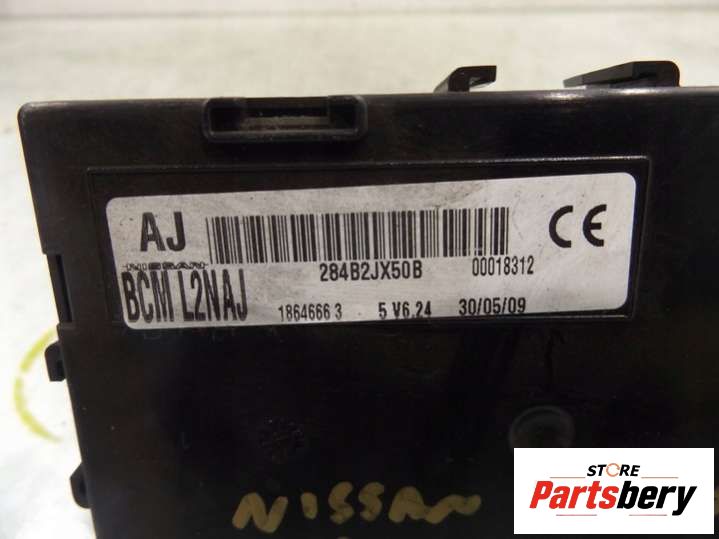 AJ
NISSAN
284B2JX50B 00018312
BCM L2NAJ
1864666 3 5 V6.24 30/05/09
CE
NISSAN
STORE
Partsbery